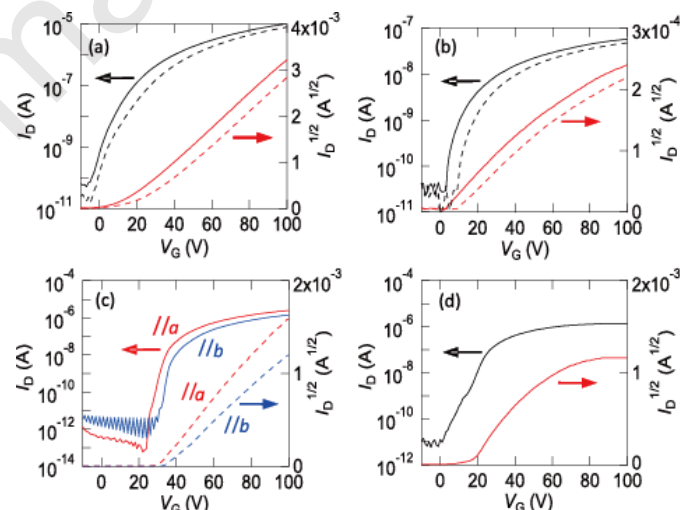 ma
10⁻⁵
10⁻⁷
10⁻⁹
10⁻¹¹
I_D (A)
(a)
4x10⁻³
3
2
1
0
I_D^1/2 (A^1/2)
0 20 40 60 80 100
V_G (V)
10⁻⁷
10⁻⁸
10⁻⁹
10⁻¹⁰
10⁻¹¹
I_D (A)
(b)
3x10⁻⁴
2
1
0
I_D^1/2 (A^1/2)
0 20 40 60 80 100
V_G (V)
10⁻⁴
10⁻⁶
10⁻⁸
10⁻¹⁰
10⁻¹²
10⁻¹⁴
I_D (A)
(c)
//a
//b
//a
//b
2x10⁻³
1
0
I_D^1/2 (A^1/2)
0 20 40 60 80 100
V_G (V)
10⁻⁴
10⁻⁶
10⁻⁸
10⁻¹⁰
10⁻¹²
I_D (A)
(d)
2x10⁻³
1
0
I_D^1/2 (A^1/2)
0 20 40 60 80 100
V_G (V)